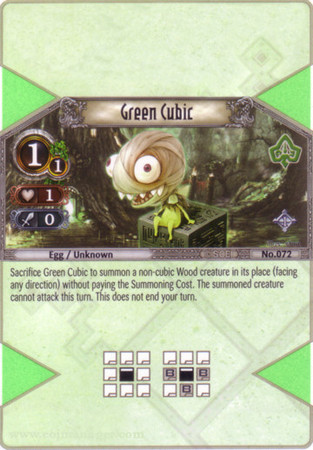 Green Cubic
1
1
1
0
Egg / Unknown
No.072
Sacrifice Green Cubic to summon a non-cubic Wood creature in its place (facing
any direction) without paying the Summoning Cost. The summoned creature
cannot attack this turn. This does not end your turn.
B B
B